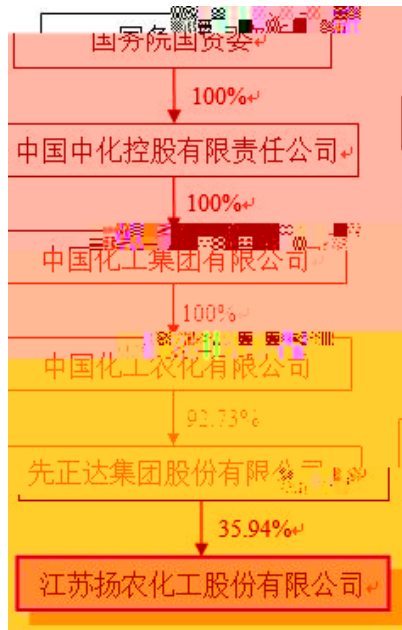 国务院国资委
100%
中国中化控股有限责任公司
100%
中国化工集团有限公司
100%
中国化工农化有限公司
92.73%
先正达集团股份有限公司
35.94%
江苏扬农化工股份有限公司